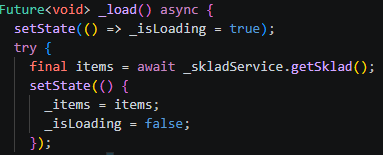 Future<void> _load() async {
  setState(() => _isLoading = true);
  try {
    final items = await _skladService.getSklad();
    setState(() {
      _items = items;
      _isLoading = false;
    });